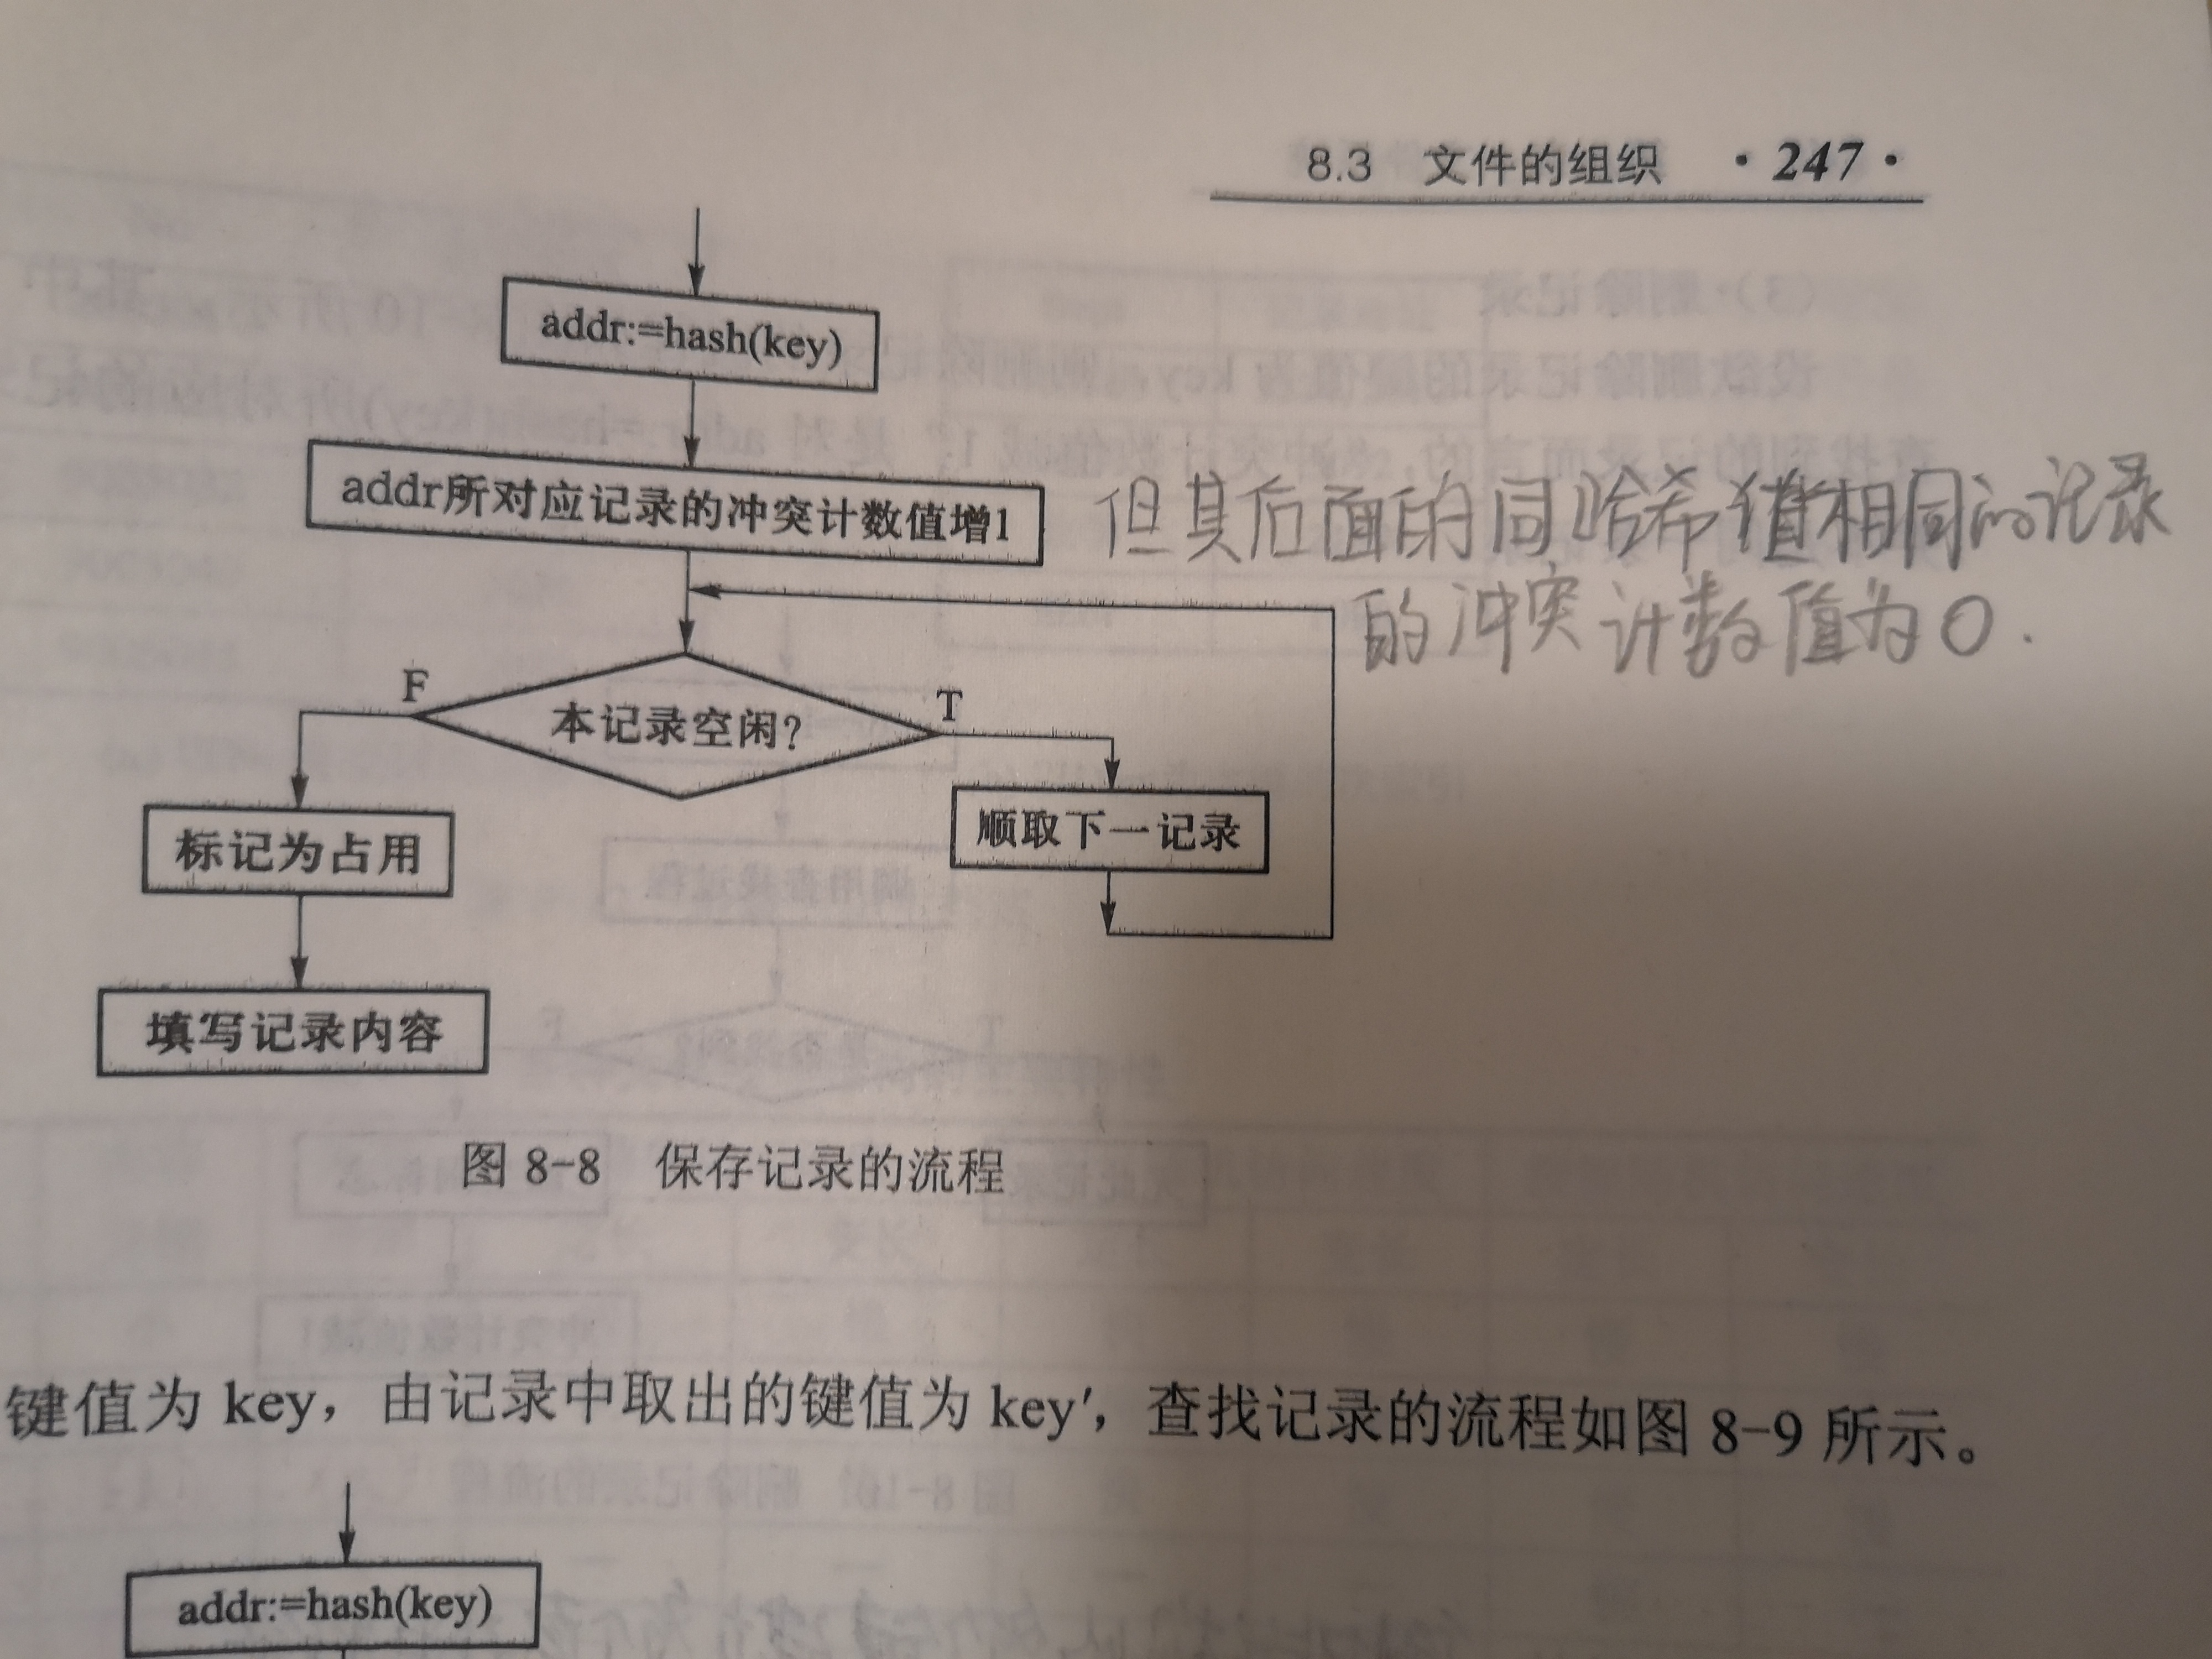 8.3 文件的组织 ·247·
addr:=hash(key)
addr所对应记录的冲突计数值增1
但其后面的同哈希值相同的记录
的冲突计数值为0.
F
本记录空闲?
T
标记为占用
顺取下一记录
填写记录内容
图 8-8 保存记录的流程
键值为 key，由记录中取出的键值为 key′，查找记录的流程如图 8-9 所示。
addr:=hash(key)